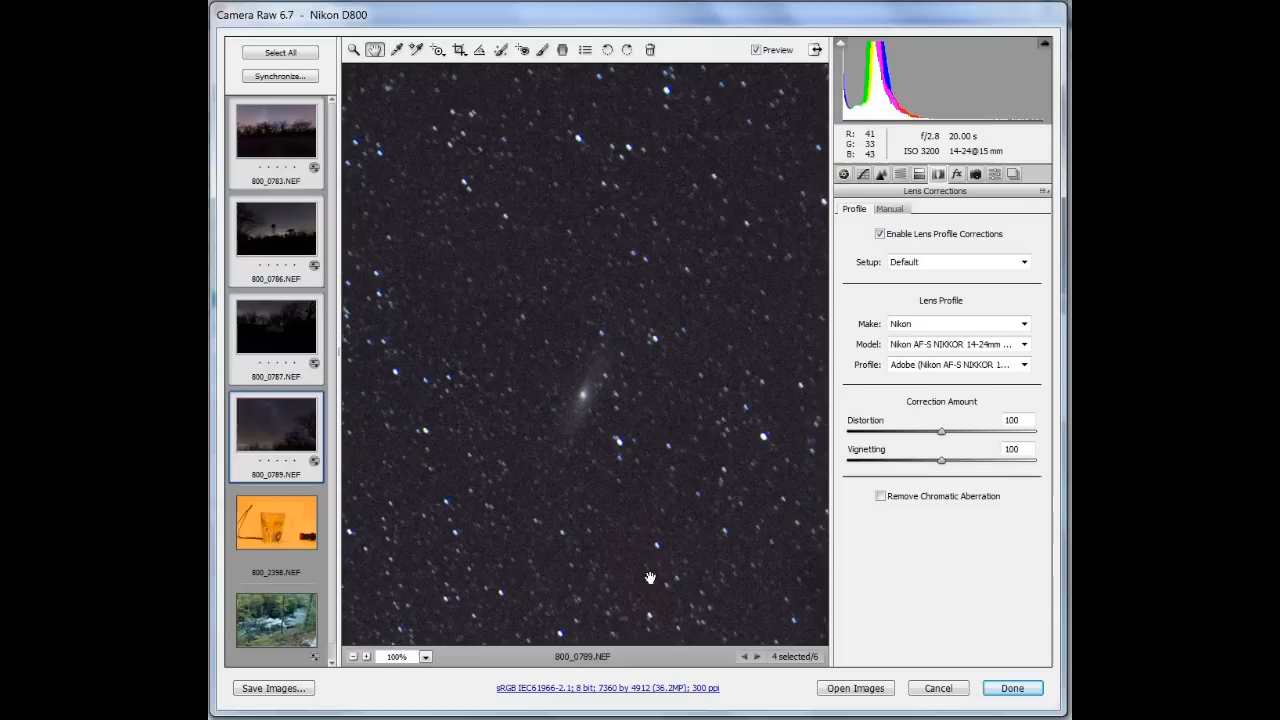 Camera Raw 6.7 - Nikon D800
Select All
Synchronize...
Preview
800_0783.NEF
800_0786.NEF
800_0787.NEF
800_0789.NEF
800_2398.NEF
R: 41
G: 33
B: 43
f/2.8 20.00 s
ISO 3200 14-24@15 mm
Lens Corrections
Profile Manual
Enable Lens Profile Corrections
Setup: Default
Lens Profile
Make: Nikon
Model: Nikon AF-S NIKKOR 14-24mm ...
Profile: Adobe (Nikon AF-S NIKKOR 1...
Correction Amount
Distortion 100
Vignetting 100
Remove Chromatic Aberration
100% 800_0789.NEF 4 selected/6
Save Images... sRGB IEC61966-2.1; 8 bit; 7360 by 4912 (36.2MP); 300 ppi Open Images Cancel Done